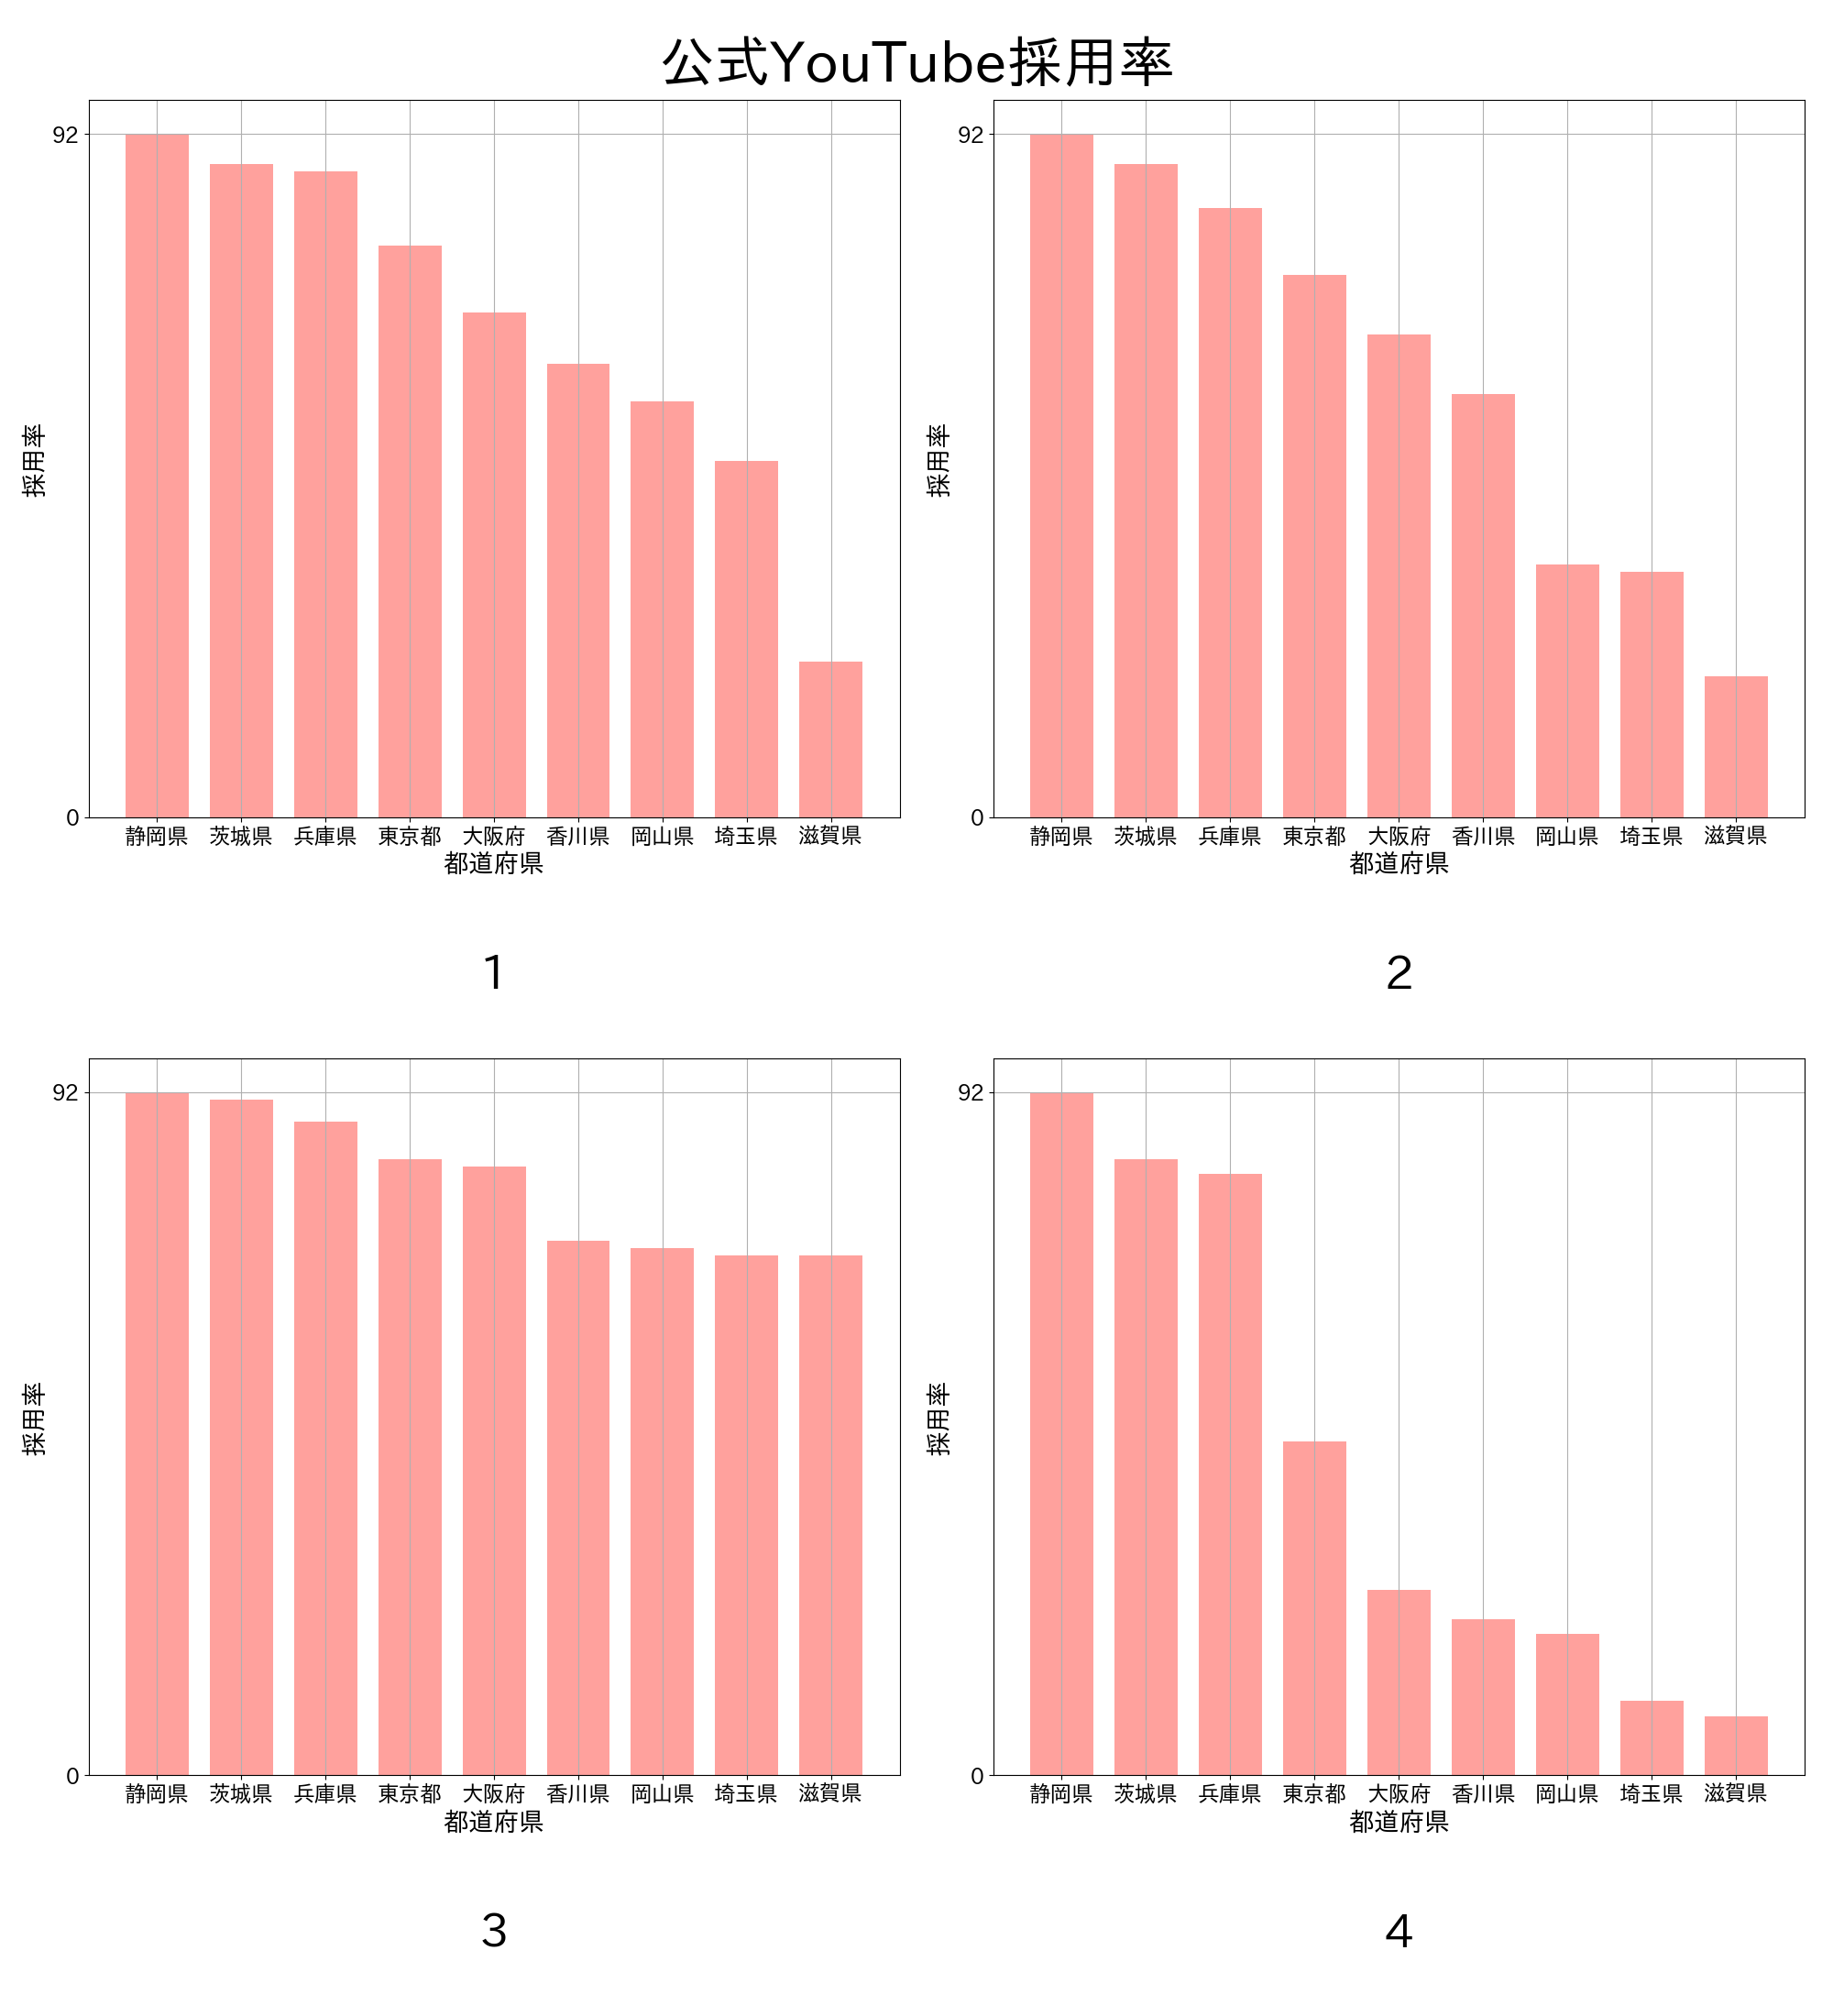 公式YouTube採用率
92
採用率
0
静岡県 茨城県 兵庫県 東京都 大阪府 香川県 岡山県 埼玉県 滋賀県
都道府県
1
92
採用率
0
静岡県 茨城県 兵庫県 東京都 大阪府 香川県 岡山県 埼玉県 滋賀県
都道府県
2
92
採用率
0
静岡県 茨城県 兵庫県 東京都 大阪府 香川県 岡山県 埼玉県 滋賀県
都道府県
3
92
採用率
0
静岡県 茨城県 兵庫県 東京都 大阪府 香川県 岡山県 埼玉県 滋賀県
都道府県
4